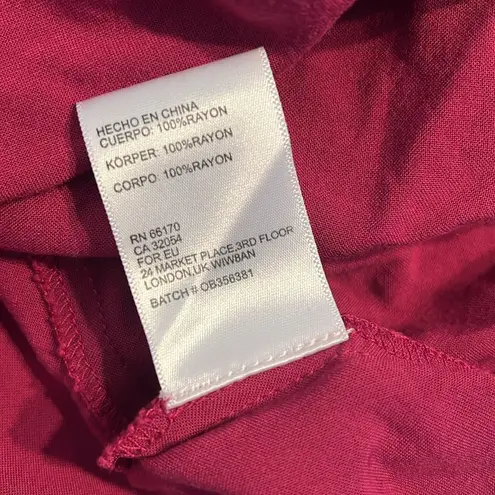 HECHO EN CHINA
CUERPO: 100%RAYON
KÖRPER: 100%RAYON
CORPO: 100%RAYON
RN 66170
CA 32054
FOR EU
24 MARKET PLACE,3RD FLOOR
LONDON,UK,WIW8AN
BATCH # OB356381